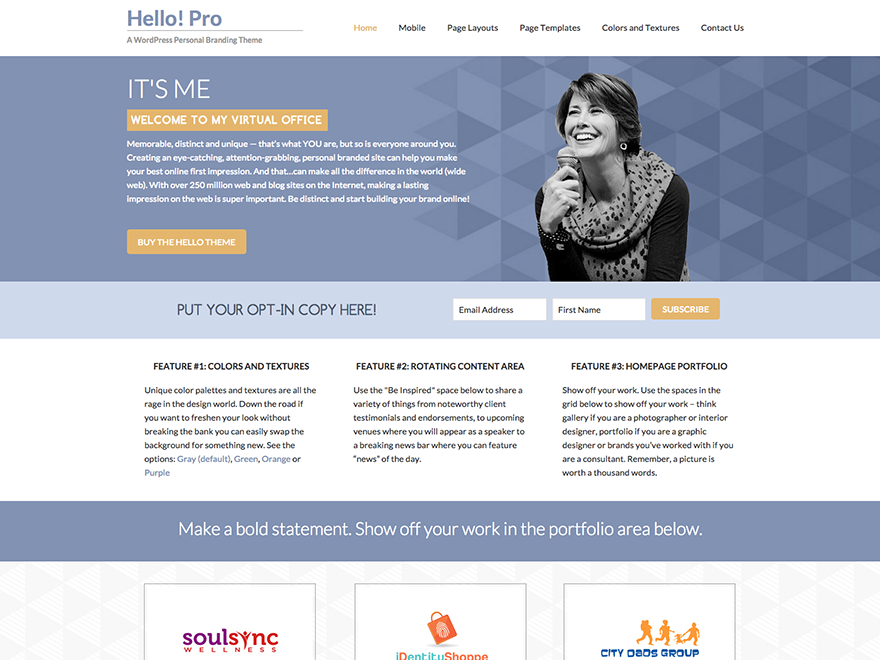 Hello! Pro
A WordPress Personal Branding Theme
Home Mobile Page Layouts Page Templates Colors and Textures Contact Us
IT'S ME
WELCOME TO MY VIRTUAL OFFICE
Memorable, distinct and unique — that's what YOU are, but so is everyone around you.
Creating an eye-catching, attention-grabbing, personal branded site can help you make
your best online first impression. And that...can make all the difference in the world (wide
web). With over 250 million web and blog sites on the Internet, making a lasting
impression on the web is super important. Be distinct and start building your brand online!
BUY THE HELLO THEME
PUT YOUR OPT-IN COPY HERE!
Email Address
First Name
SUBSCRIBE
FEATURE #1: COLORS AND TEXTURES
Unique color palettes and textures are all the
rage in the design world. Down the road if
you want to freshen your look without
breaking the bank you can easily swap the
background for something new. See the
options: Gray (default), Green, Orange or
Purple
FEATURE #2: ROTATING CONTENT AREA
Use the "Be Inspired" space below to share a
variety of things from noteworthy client
testimonials and endorsements, to upcoming
venues where you will appear as a speaker to
a breaking news bar where you can feature
"news" of the day.
FEATURE #3: HOMEPAGE PORTFOLIO
Show off your work. Use the spaces in the
grid below to show off your work – think
gallery if you are a photographer or interior
designer, portfolio if you are a graphic
designer or brands you've worked with if you
are a consultant. Remember, a picture is
worth a thousand words.
Make a bold statement. Show off your work in the portfolio area below.
soulsync
WELLNESS
iDentityShoppe
CITY DADS GROUP